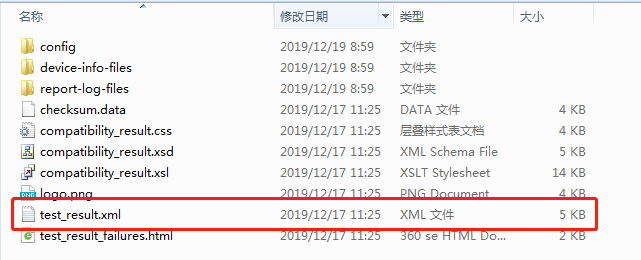 名称 修改日期 类型 大小
config 2019/12/19 8:59 文件夹
device-info-files 2019/12/19 8:59 文件夹
report-log-files 2019/12/19 8:59 文件夹
checksum.data 2019/12/17 11:25 DATA 文件 4 KB
compatibility_result.css 2019/12/17 11:25 层叠样式表文档 6 KB
compatibility_result.xsd 2019/12/17 11:25 XML Schema File 5 KB
compatibility_result.xsl 2019/12/17 11:25 XSLT Stylesheet 14 KB
logo.png 2019/12/17 11:25 PNG Document 4 KB
test_result.xml 2019/12/17 11:25 XML 文件 5 KB
test_result_failures.html 2019/12/17 11:25 360 se HTML Do... 2 KB